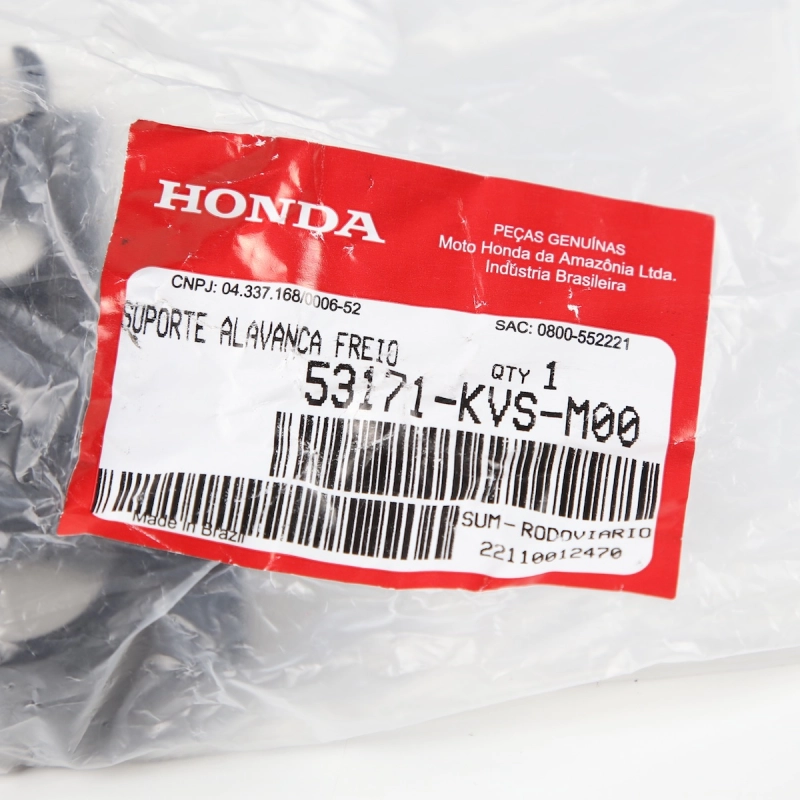 HONDA
PEÇAS GENUÍNAS
Moto Honda da Amazônia Ltda.
Indústria Brasileira
CNPJ: 04.337.168/0006-52
SAC: 0800-552221
SUPORTE ALAVANCA FREIO
QTY 1
53171-KVS-M00
Made in Brazil
SUM-RODOVIARIO
22110012470